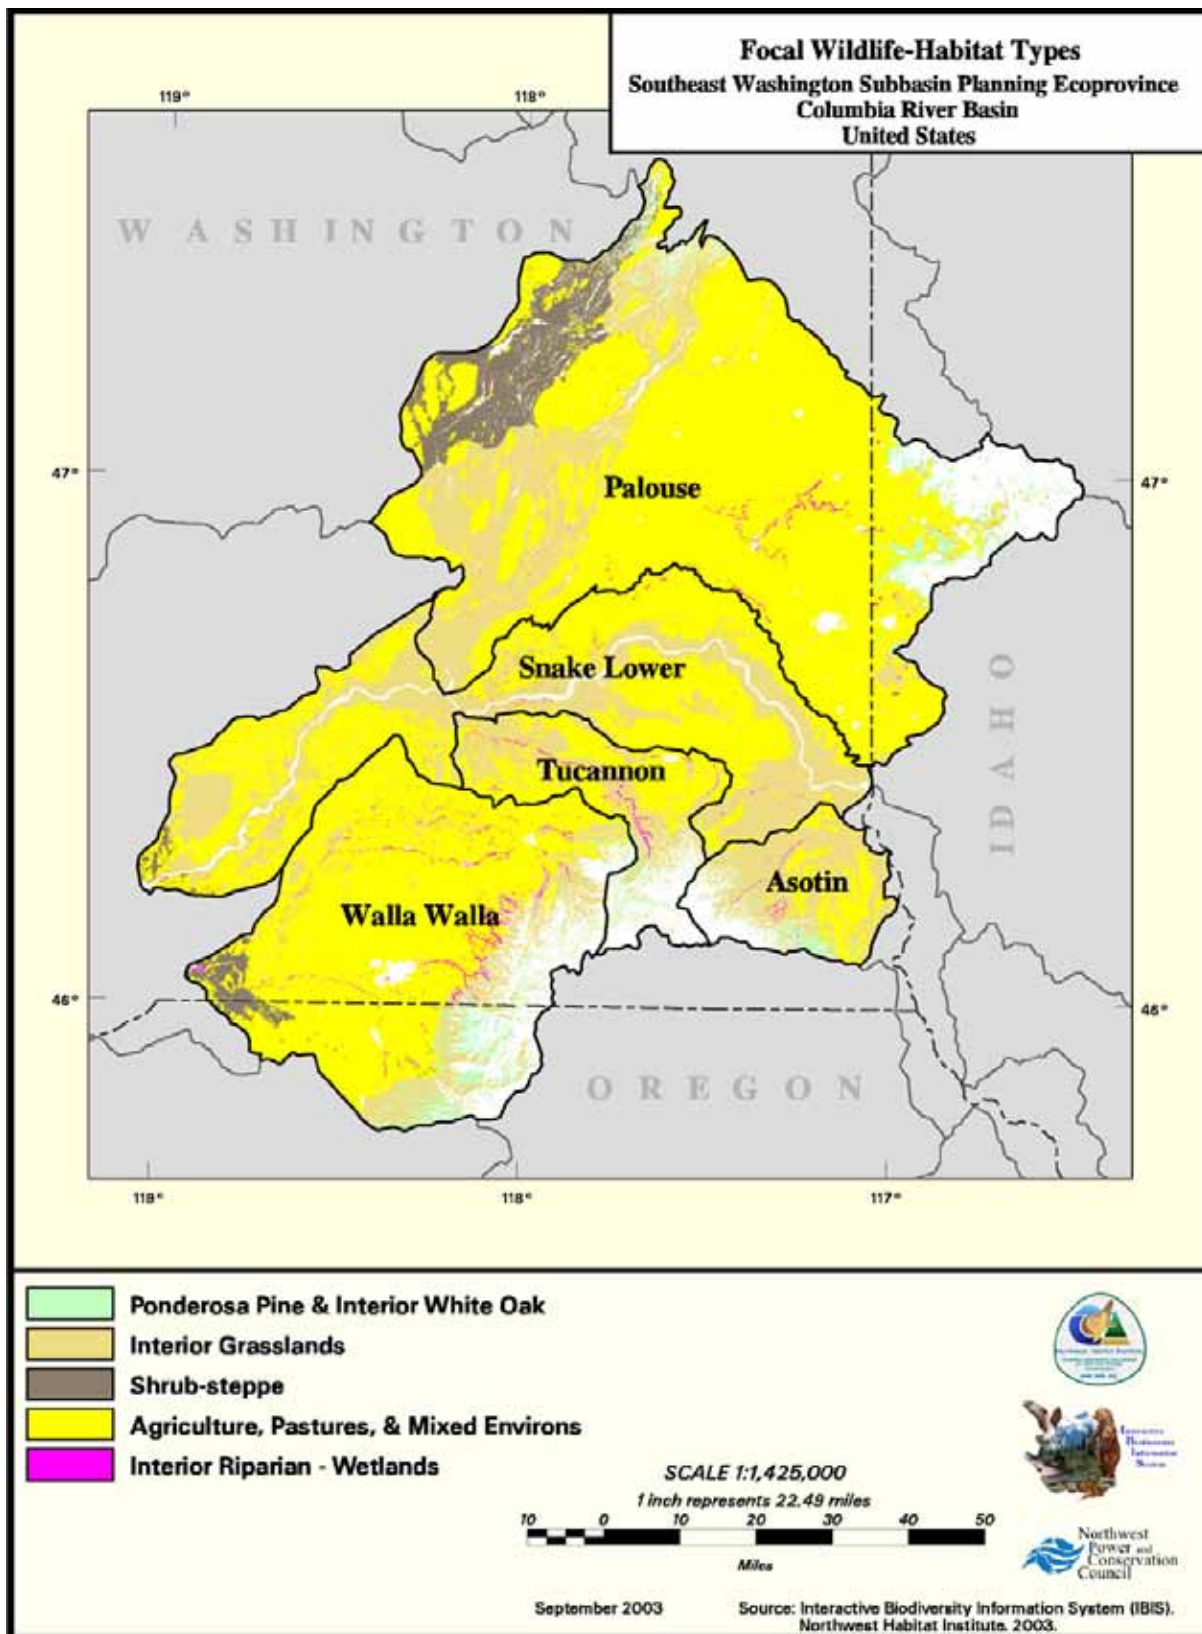 Focal Wildlife-Habitat Types
Southeast Washington Subbasin Planning Ecoprovince
Columbia River Basin
United States
119° 118°
WASHINGTON
47° 47°
Palouse
Snake Lower
Tucannon
IDAHO
Asotin
Walla Walla
46° 46°
OREGON
119° 118° 117°
Ponderosa Pine & Interior White Oak
Interior Grasslands
Shrub-steppe
Agriculture, Pastures, & Mixed Environs
Interior Riparian - Wetlands
Interactive
Biodiversity
Information
System
SCALE 1:1,425,000
1 inch represents 22.49 miles
10 0 10 20 30 40 50
Miles
Northwest
Power and
Conservation
Council
September 2003
Source: Interactive Biodiversity Information System (IBIS).
Northwest Habitat Institute. 2003.